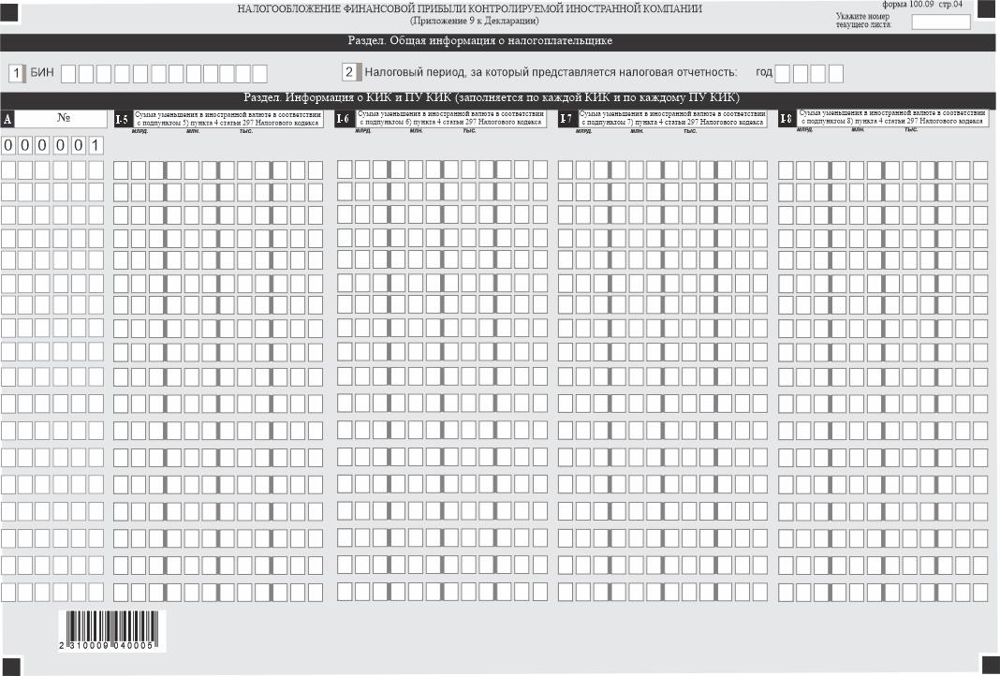 форма 100.09 стр.04
НАЛОГООБЛОЖЕНИЕ ФИНАНСОВОЙ ПРИБЫЛИ КОНТРОЛИРУЕМОЙ ИНОСТРАННОЙ КОМПАНИИ
(Приложение 9 к Декларации)
Укажите номер
текущего листа:
Раздел. Общая информация о налогоплательщике
1 БИН 2 Налоговый период, за который представляется налоговая отчетность: год
Раздел. Информация о КИК и ПУ КИК (заполняется по каждой КИК и по каждому ПУ КИК)
A №
I-5 Сумма уменьшения в иностранной валюте в соответствии
с подпунктом 5) пункта 4 статьи 297 Налогового кодекса
млрд. млн. тыс.
I-6 Сумма уменьшения в иностранной валюте в соответствии
с подпунктом 6) пункта 4 статьи 297 Налогового кодекса
млрд. млн. тыс.
I-7 Сумма уменьшения в иностранной валюте в соответствии
с подпунктом 7) пункта 4 статьи 297 Налогового кодекса
млрд. млн. тыс.
I-8 Сумма уменьшения в иностранной валюте в соответствии
с подпунктом 8) пункта 4 статьи 297 Налогового кодекса
млрд. млн. тыс.
0 0 0 0 0 1
2 310009 040005